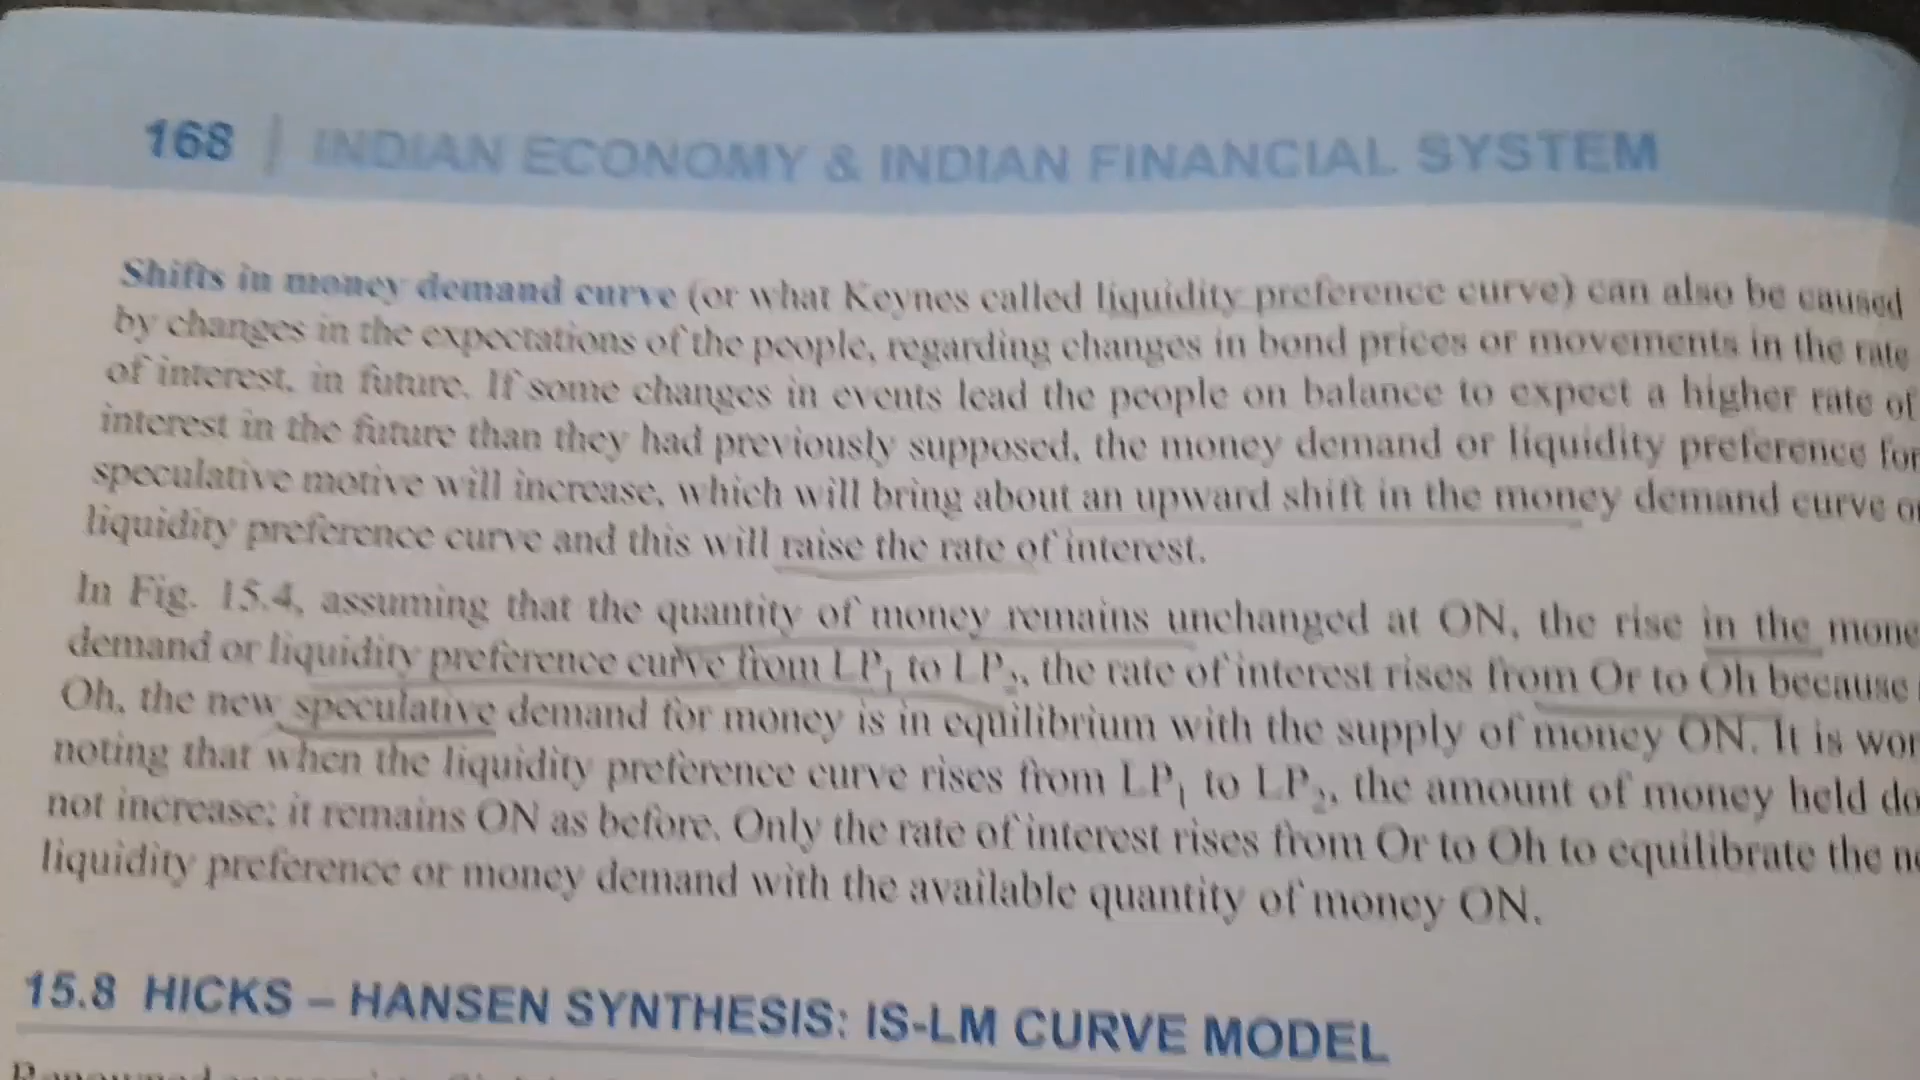 168 | INDIAN ECONOMY & INDIAN FINANCIAL SYSTEM
Shifts in money demand curve (or what Keynes called liquidity preference curve) can also be caused
by changes in the expectations of the people, regarding changes in bond prices or movements in the rate
of interest, in future. If some changes in events lead the people on balance to expect a higher rate of
interest in the future than they had previously supposed, the money demand or liquidity preference for
speculative motive will increase, which will bring about an upward shift in the money demand curve or
liquidity preference curve and this will raise the rate of interest.
In Fig. 15.4, assuming that the quantity of money remains unchanged at ON, the rise in the mone
demand or liquidity preference curve from LP₁ to LP₂, the rate of interest rises from Or to Oh because
Oh, the new speculative demand for money is in equilibrium with the supply of money ON. It is wor
noting that when the liquidity preference curve rises from LP₁ to LP₂, the amount of money held do
not increase; it remains ON as before. Only the rate of interest rises from Or to Oh to equilibrate the ne
liquidity preference or money demand with the available quantity of money ON.
15.8 HICKS – HANSEN SYNTHESIS: IS-LM CURVE MODEL